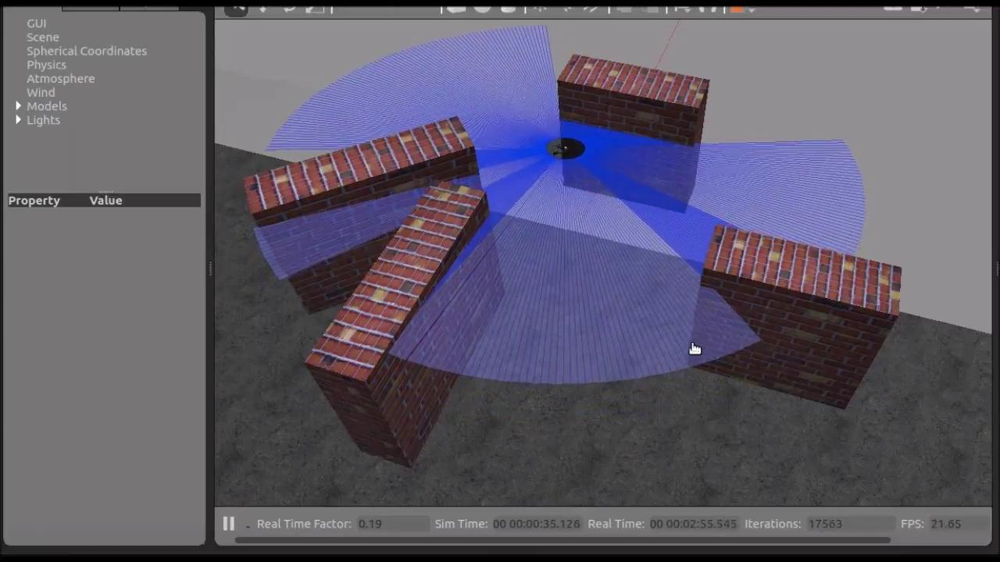 GUI
Scene
Spherical Coordinates
Physics
Atmosphere
Wind
Models
Lights
Property Value
Real Time Factor: 0.19 Sim Time: 00 00:00:35.126 Real Time: 00 00:02:55.545 Iterations: 17563 FPS: 21.65